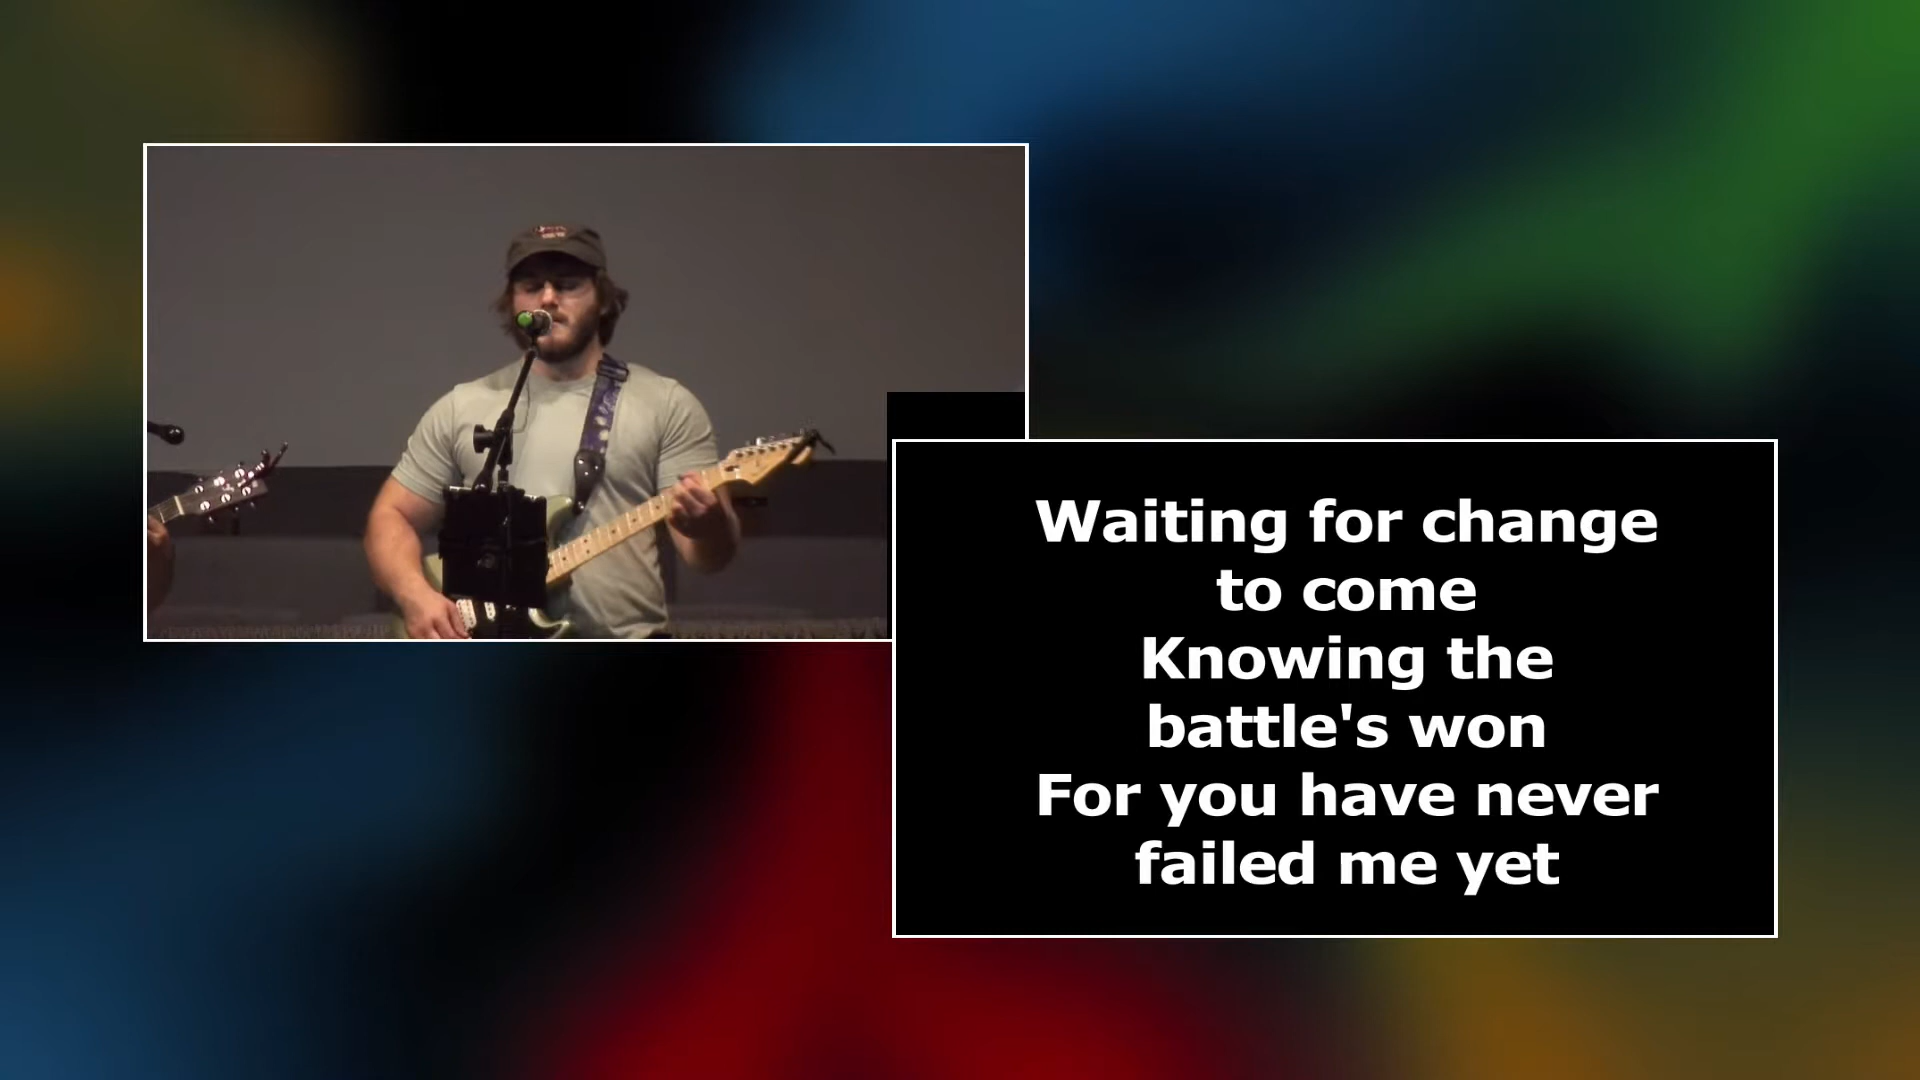 Waiting for change
to come
Knowing the
battle's won
For you have never
failed me yet